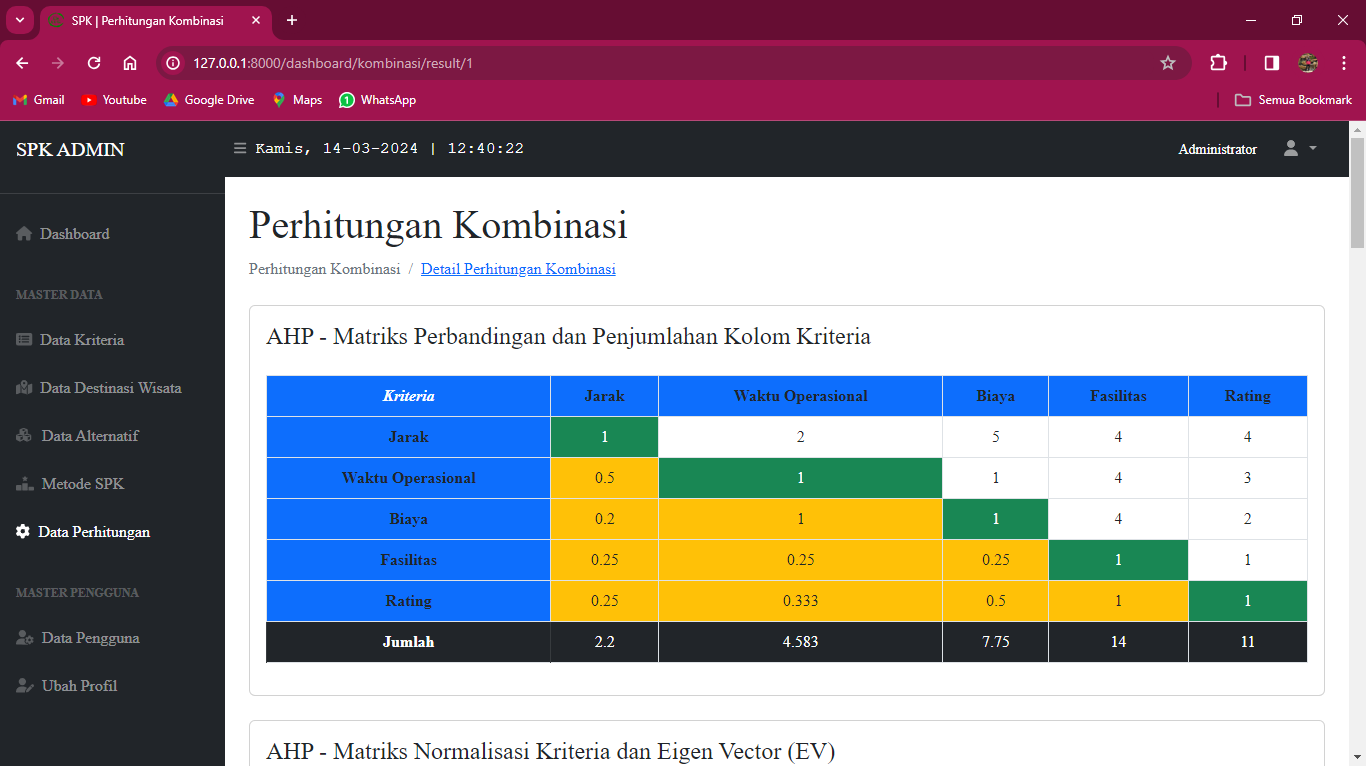 SPK | Perhitungan Kombinasi
127.0.0.1:8000/dashboard/kombinasi/result/1
Gmail Youtube Google Drive Maps WhatsApp Semua Bookmark
SPK ADMIN
Kamis, 14-03-2024 | 12:40:22
Administrator
Dashboard
MASTER DATA
Data Kriteria
Data Destinasi Wisata
Data Alternatif
Metode SPK
Data Perhitungan
MASTER PENGGUNA
Data Pengguna
Ubah Profil
Perhitungan Kombinasi
Perhitungan Kombinasi / Detail Perhitungan Kombinasi
AHP - Matriks Perbandingan dan Penjumlahan Kolom Kriteria
Kriteria Jarak Waktu Operasional Biaya Fasilitas Rating
Jarak 1 2 5 4 4
Waktu Operasional 0.5 1 1 4 3
Biaya 0.2 1 1 4 2
Fasilitas 0.25 0.25 0.25 1 1
Rating 0.25 0.333 0.5 1 1
Jumlah 2.2 4.583 7.75 14 11
AHP - Matriks Normalisasi Kriteria dan Eigen Vector (EV)